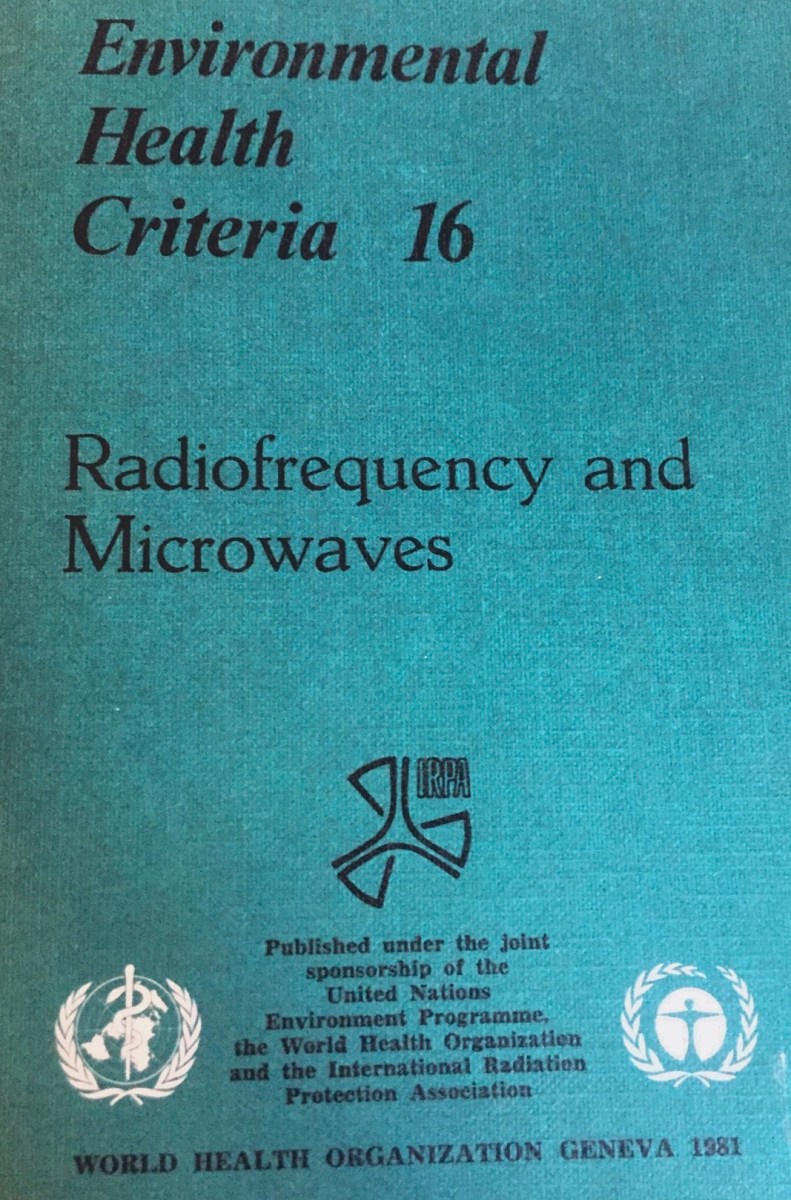 Environmental
Health
Criteria 16
Radiofrequency and
Microwaves
IRPA
Published under the joint
sponsorship of the
United Nations
Environment Programme,
the World Health Organization
and the International Radiation
Protection Association
WORLD HEALTH ORGANIZATION GENEVA 1981